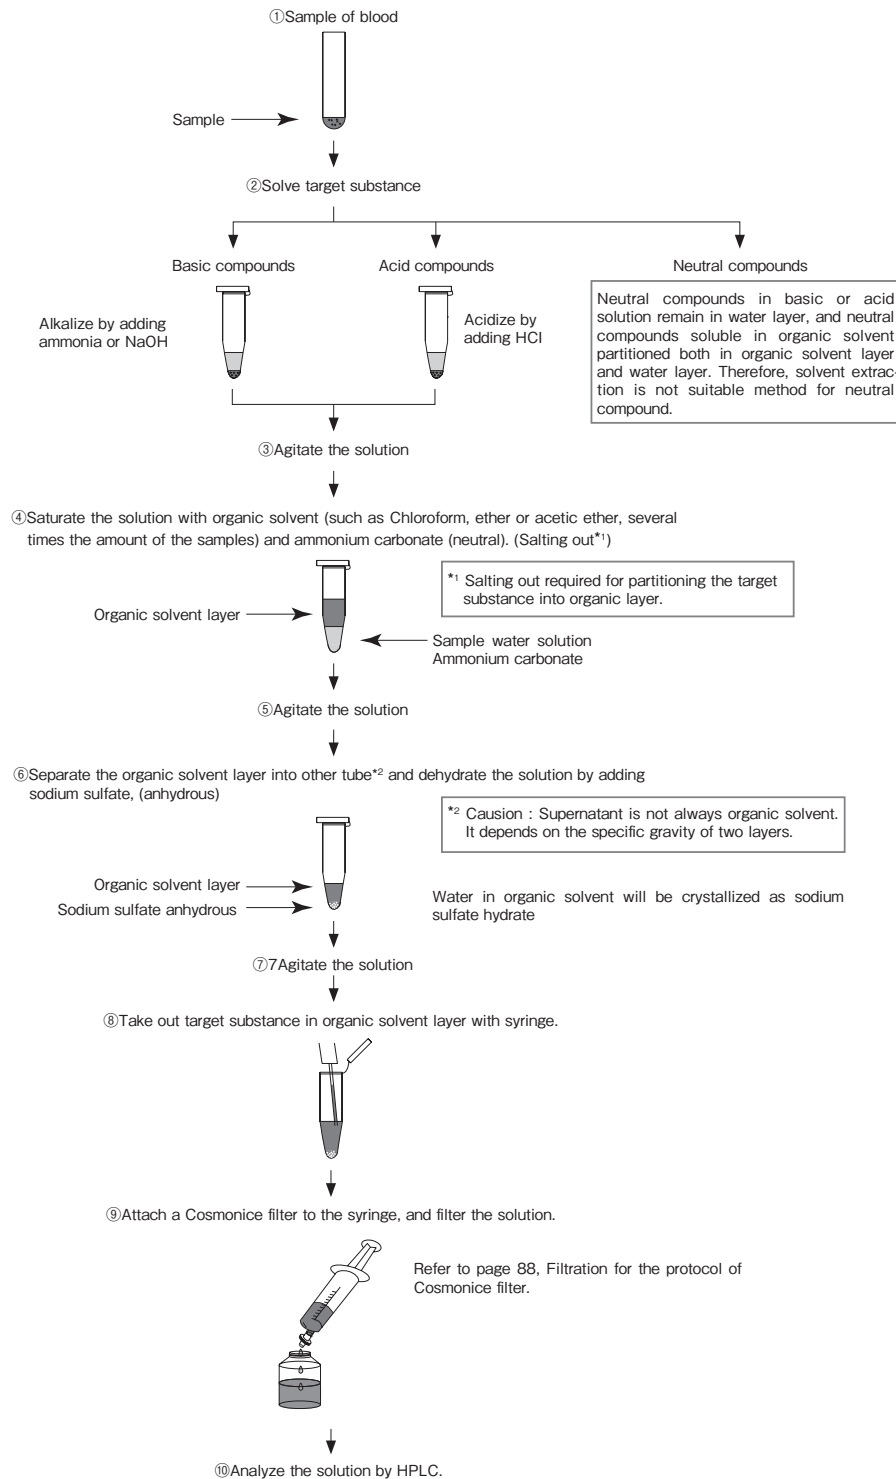 ①Sample of blood
Sample
②Solve target substance
Basic compounds
Acid compounds
Neutral compounds
Alkalize by adding
ammonia or NaOH
Acidize by
adding HCl
Neutral compounds in basic or acid
solution remain in water layer, and neutral
compounds soluble in organic solvent
partitioned both in organic solvent layer
and water layer. Therefore, solvent extrac-
tion is not suitable method for neutral
compound.
③Agitate the solution
④Saturate the solution with organic solvent (such as Chloroform, ether or acetic ether, several
times the amount of the samples) and ammonium carbonate (neutral). (Salting out*1)
*1 Salting out required for partitioning the target
substance into organic layer.
Organic solvent layer
Sample water solution
Ammonium carbonate
⑤Agitate the solution
⑥Separate the organic solvent layer into other tube*2 and dehydrate the solution by adding
sodium sulfate, (anhydrous)
*2 Causion : Supernatant is not always organic solvent.
It depends on the specific gravity of two layers.
Organic solvent layer
Sodium sulfate anhydrous
Water in organic solvent will be crystallized as sodium
sulfate hydrate
⑦7Agitate the solution
⑧Take out target substance in organic solvent layer with syringe.
⑨Attach a Cosmonice filter to the syringe, and filter the solution.
Refer to page 88, Filtration for the protocol of
Cosmonice filter.
⑩Analyze the solution by HPLC.